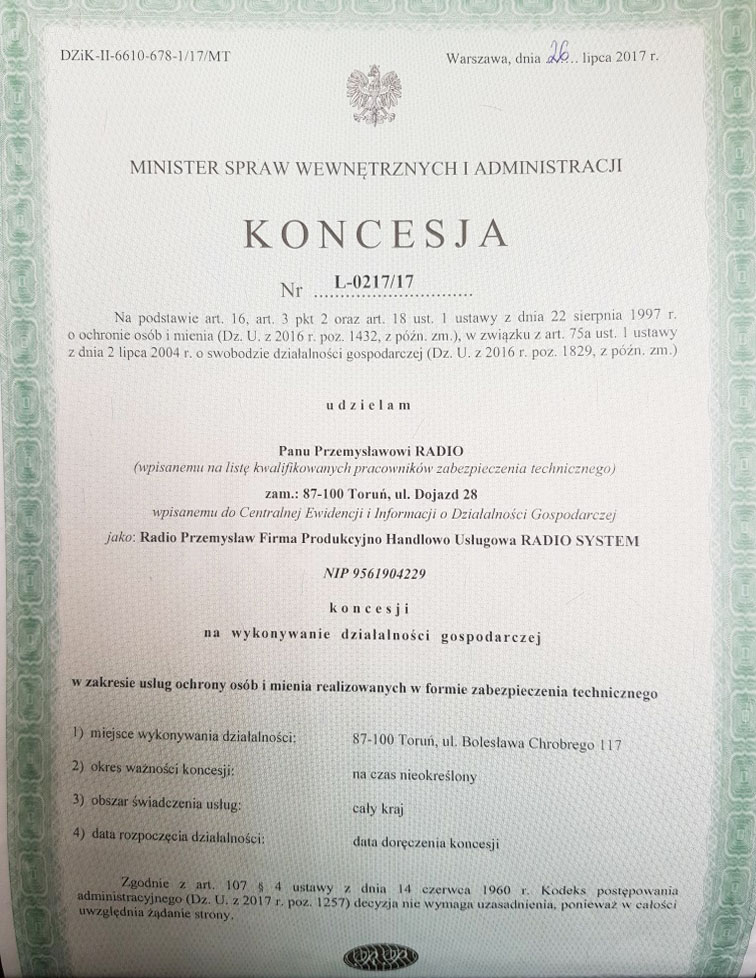 DZiK-II-6610-678-1/17/MT
Warszawa, dnia 26... lipca 2017 r.
MINISTER SPRAW WEWNĘTRZNYCH I ADMINISTRACJI
KONCESJA
Nr L-0217/17
Na podstawie art. 16, art. 3 pkt 2 oraz art. 18 ust. 1 ustawy z dnia 22 sierpnia 1997 r.
o ochronie osób i mienia (Dz. U. z 2016 r. poz. 1432, z późn. zm.), w związku z art. 75a ust. 1 ustawy
z dnia 2 lipca 2004 r. o swobodzie działalności gospodarczej (Dz. U. z 2016 r. poz. 1829, z późn. zm.)
udzielam
Panu Przemysławowi RADIO
(wpisanemu na listę kwalifikowanych pracowników zabezpieczenia technicznego)
zam.: 87-100 Toruń, ul. Dojazd 28
wpisanemu do Centralnej Ewidencji i Informacji o Działalności Gospodarczej
jako: Radio Przemysław Firma Produkcyjno Handlowo Usługowa RADIO SYSTEM
NIP 9561904229
koncesji
na wykonywanie działalności gospodarczej
w zakresie usług ochrony osób i mienia realizowanych w formie zabezpieczenia technicznego
1) miejsce wykonywania działalności: 87-100 Toruń, ul. Bolesława Chrobrego 117
2) okres ważności koncesji: na czas nieokreślony
3) obszar świadczenia usług: cały kraj
4) data rozpoczęcia działalności: data doręczenia koncesji
Zgodnie z art. 107 § 4 ustawy z dnia 14 czerwca 1960 r. Kodeks postępowania
administracyjnego (Dz. U. z 2017 r. poz. 1257) decyzja nie wymaga uzasadnienia, ponieważ w całości
uwzględnia żądanie strony.